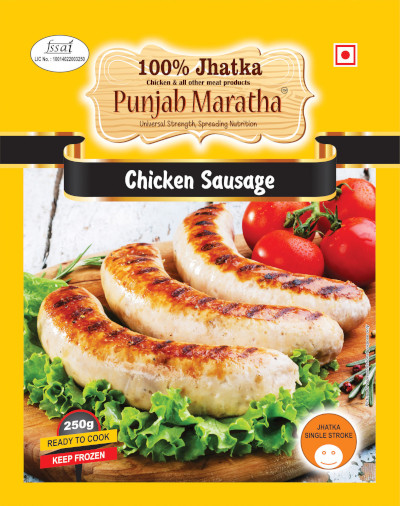 fssai
LIC No. : 10014022003250
100% Jhatka
Chicken & all other meat products
Punjab Maratha
Universal Strength, Spreading Nutrition
Chicken Sausage
250g
READY TO COOK
KEEP FROZEN
JHATKA
SINGLE STROKE